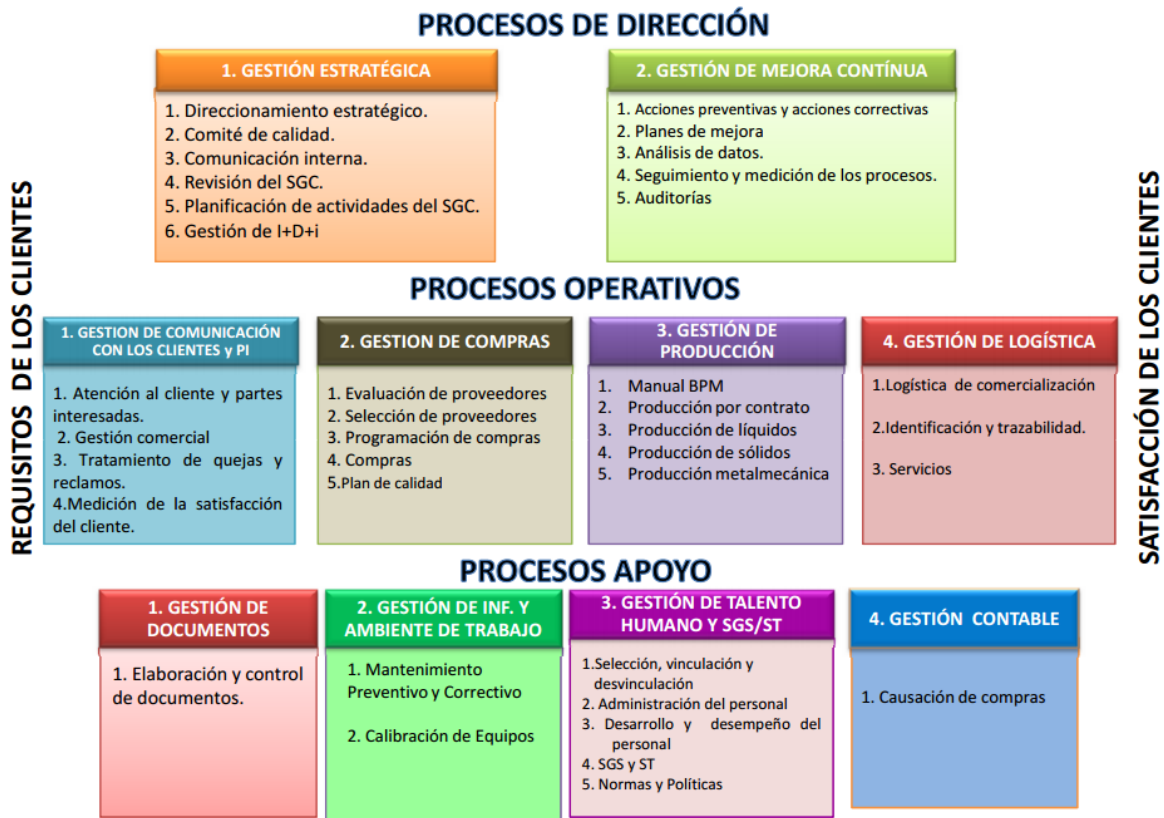 PROCESOS DE DIRECCIÓN
1. GESTIÓN ESTRATÉGICA
1. Direccionamiento estratégico.
2. Comité de calidad.
3. Comunicación interna.
4. Revisión del SGC.
5. Planificación de actividades del SGC.
6. Gestión de I+D+i
2. GESTIÓN DE MEJORA CONTÍNUA
1. Acciones preventivas y acciones correctivas
2. Planes de mejora
3. Análisis de datos.
4. Seguimiento y medición de los procesos.
5. Auditorías
REQUISITOS DE LOS CLIENTES
SATISFACCIÓN DE LOS CLIENTES
PROCESOS OPERATIVOS
1. GESTION DE COMUNICACIÓN
CON LOS CLIENTES y PI
1. Atención al cliente y partes
interesadas.
2. Gestión comercial
3. Tratamiento de quejas y
reclamos.
4.Medición de la satisfacción
del cliente.
2. GESTION DE COMPRAS
1. Evaluación de proveedores
2. Selección de proveedores
3. Programación de compras
4. Compras
5.Plan de calidad
3. GESTIÓN DE
PRODUCCIÓN
1. Manual BPM
2. Producción por contrato
3. Producción de líquidos
4. Producción de sólidos
5. Producción metalmecánica
4. GESTIÓN DE LOGÍSTICA
1.Logística de comercialización
2.Identificación y trazabilidad.
3. Servicios
PROCESOS APOYO
1. GESTIÓN DE
DOCUMENTOS
1. Elaboración y control
de documentos.
2. GESTIÓN DE INF. Y
AMBIENTE DE TRABAJO
1. Mantenimiento
Preventivo y Correctivo
2. Calibración de Equipos
3. GESTIÓN DE TALENTO
HUMANO Y SGS/ST
1.Selección, vinculación y
desvinculación
2. Administración del personal
3. Desarrollo y desempeño del
personal
4. SGS y ST
5. Normas y Políticas
4. GESTIÓN CONTABLE
1. Causación de compras